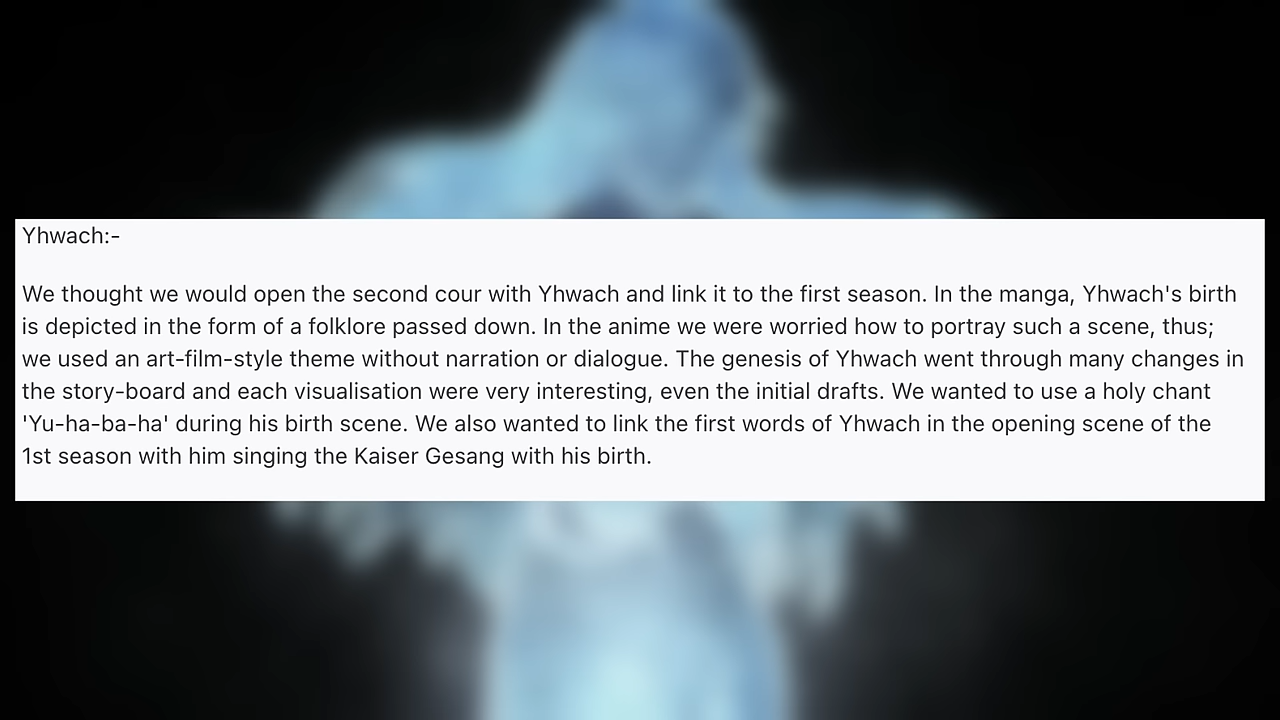 Yhwach:-
We thought we would open the second cour with Yhwach and link it to the first season. In the manga, Yhwach's birth
is depicted in the form of a folklore passed down. In the anime we were worried how to portray such a scene, thus;
we used an art-film-style theme without narration or dialogue. The genesis of Yhwach went through many changes in
the story-board and each visualisation were very interesting, even the initial drafts. We wanted to use a holy chant
'Yu-ha-ba-ha' during his birth scene. We also wanted to link the first words of Yhwach in the opening scene of the
1st season with him singing the Kaiser Gesang with his birth.